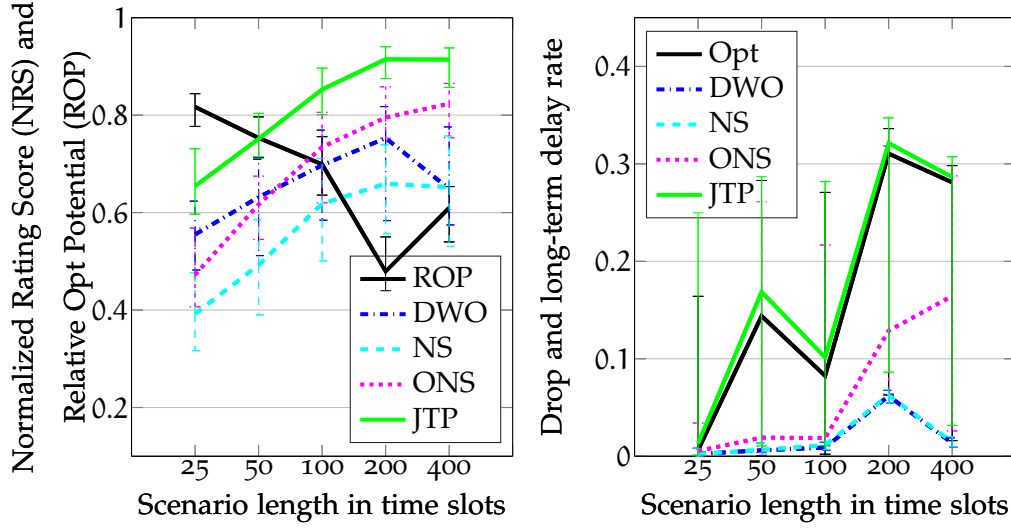 Normalized Rating Score (NRS) and
Relative Opt Potential (ROP)
1
0.8
0.6
0.4
0.2
ROP
DWO
NS
ONS
JTP
25 50 100 200 400
Scenario length in time slots
Drop and long-term delay rate
0.4
0.3
0.2
0.1
0
Opt
DWO
NS
ONS
JTP
25 50 100 200 400
Scenario length in time slots